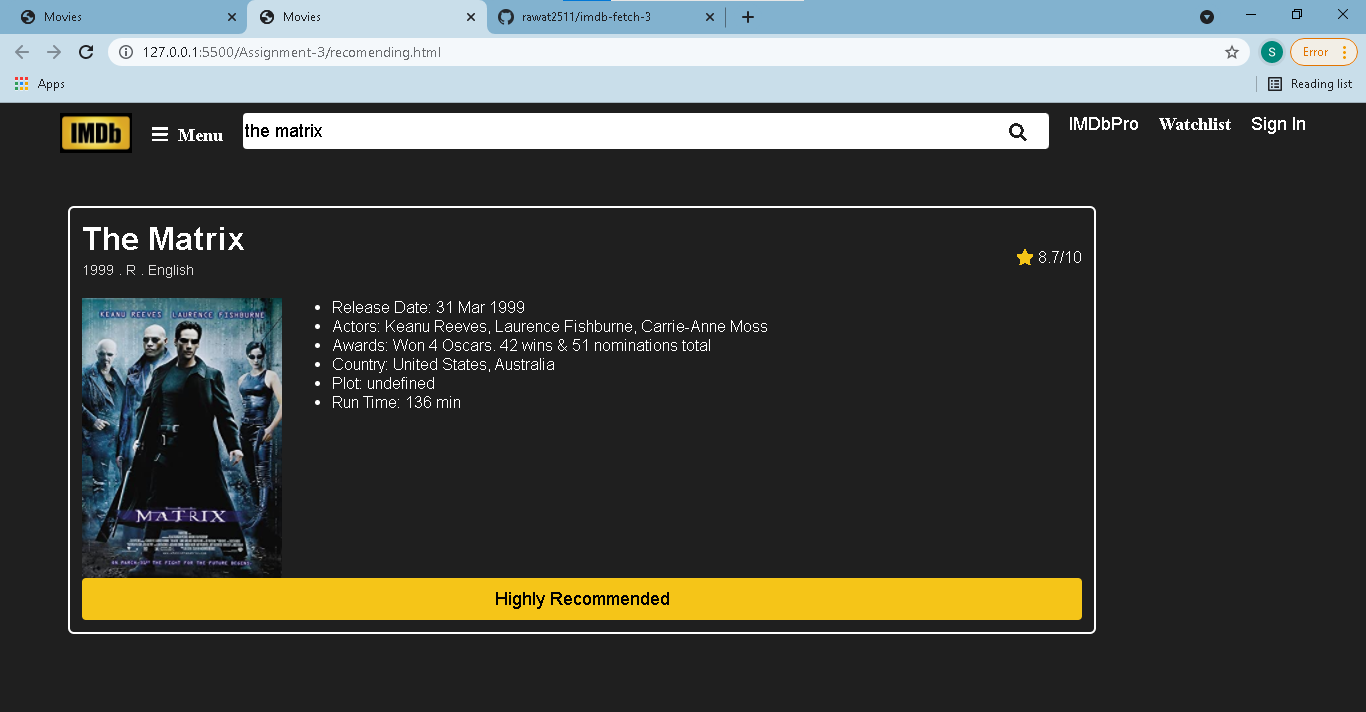 Movies
Movies
rawat2511/imdb-fetch-3
127.0.0.1:5500/Assignment-3/recomending.html
S
Error
Apps
Reading list
IMDb
Menu
the matrix
IMDbPro
Watchlist
Sign In
The Matrix
1999 . R . English
8.7/10
KEANU REEVES LAURENCE FISHBURNE
MATRIX
Release Date: 31 Mar 1999
Actors: Keanu Reeves, Laurence Fishburne, Carrie-Anne Moss
Awards: Won 4 Oscars. 42 wins & 51 nominations total
Country: United States, Australia
Plot: undefined
Run Time: 136 min
Highly Recommended